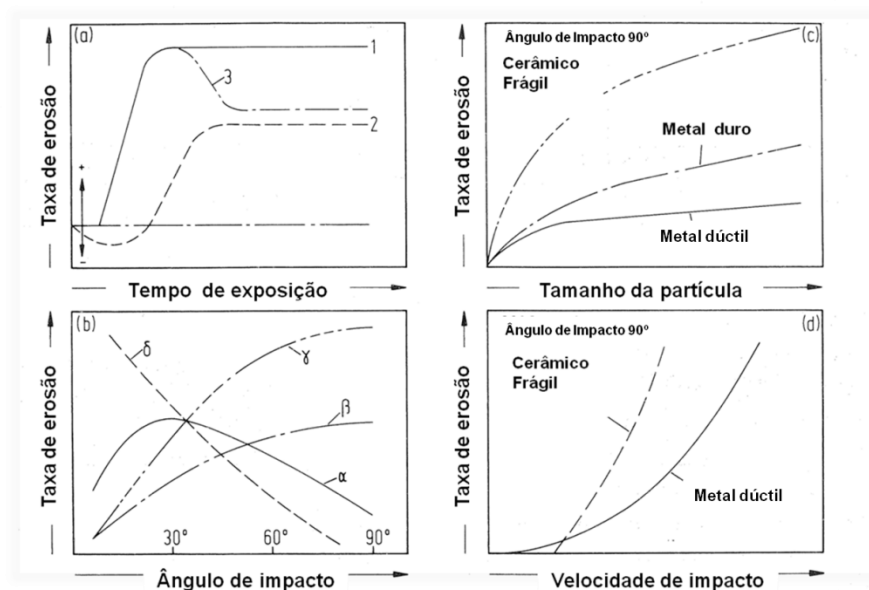 (a)
1
3
2
+
-
Taxa de erosão
Tempo de exposição
(c)
Ângulo de Impacto 90º
Cerâmico
Frágil
Metal duro
Metal dúctil
Taxa de erosão
Tamanho da partícula
(b)
δ
γ
β
α
30°
60°
90°
Taxa de erosão
Ângulo de impacto
(d)
Ângulo de Impacto 90º
Cerâmico
Frágil
Metal dúctil
Taxa de erosão
Velocidade de impacto